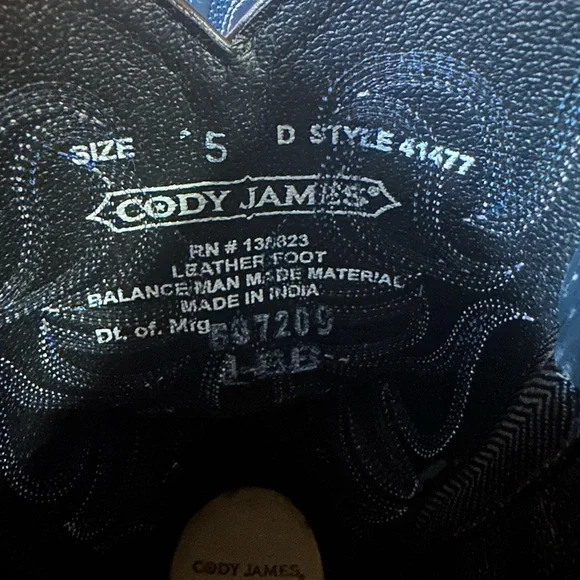 SIZE 5 D STYLE 41477
CODY JAMES®
RN # 138823
LEATHER FOOT
BALANCE MAN MADE MATERIAL
MADE IN INDIA
Dt. of. Mfg
CODY JAMES®